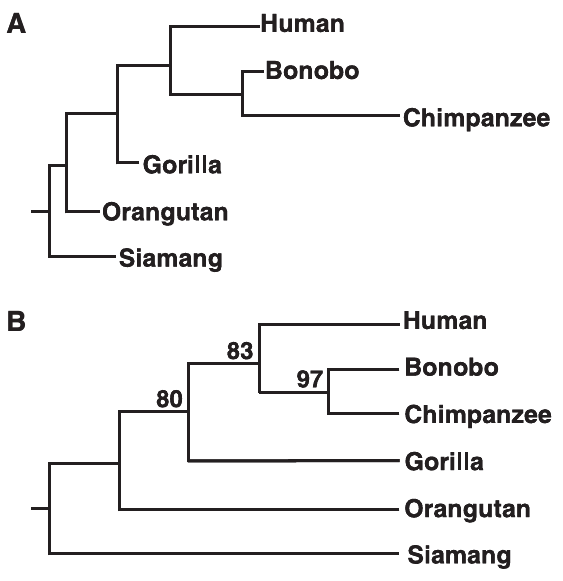 A
Human
Bonobo
Chimpanzee
Gorilla
Orangutan
Siamang
B
Human
83
Bonobo
97
80
Chimpanzee
Gorilla
Orangutan
Siamang